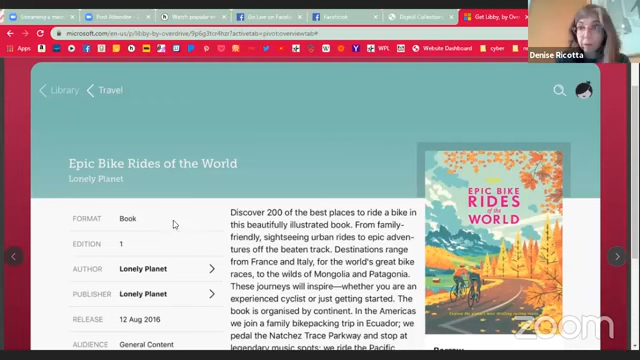 Zoom
Facebook
Get Libby, by Over
microsoft.com/en-us/p/libby-by-overdrive/
Website Dashboard
Denise Ricotta
Library
Travel
Epic Bike Rides of the World
Lonely Planet
FORMAT Book
EDITION 1
AUTHOR Lonely Planet
PUBLISHER Lonely Planet
RELEASE 12 Aug 2016
AUDIENCE General Content
Discover 200 of the best places to ride a bike in
this beautifully illustrated book. From family-
friendly, sightseeing urban rides to epic adven-
tures off the beaten track. Destinations range
from France and Italy, for the world's great bike
races, to the wilds of Mongolia and Patagonia.
These journeys will inspire—whether you are an
experienced cyclist or just getting started. The
book is organised by continent. In the Americas
we join a family bikepacking trip in Ecuador; we
pedal the Natchez Trace Parkway and stop at
legendary music spots; we ride the Pacific
EPIC BIKE
RIDES
of the
WORLD
Borrow
zoom